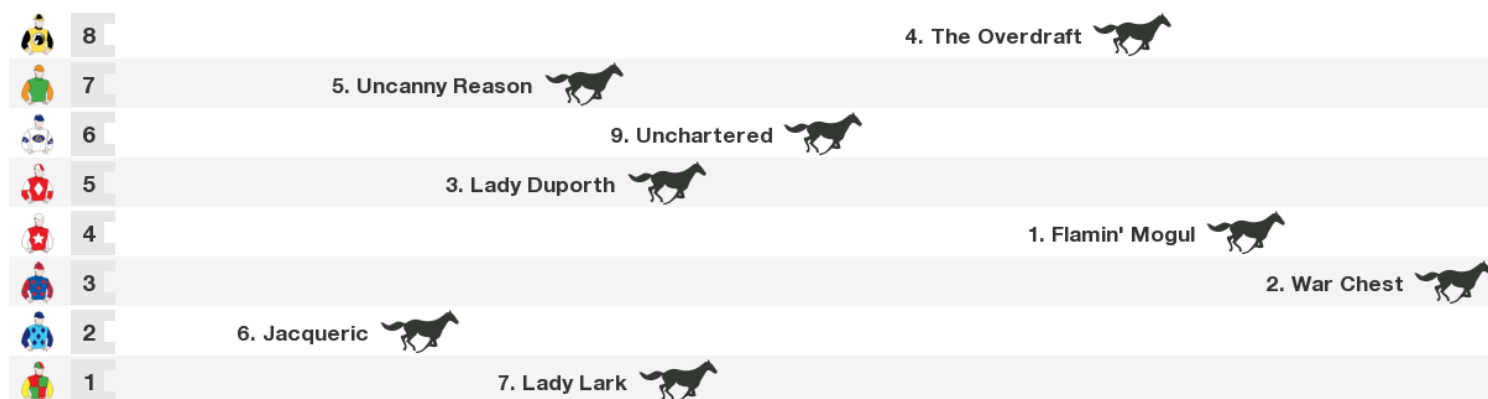 8 4. The Overdraft
7 5. Uncanny Reason
6 9. Unchartered
5 3. Lady Duporth
4 1. Flamin' Mogul
3 2. War Chest
2 6. Jacqueric
1 7. Lady Lark